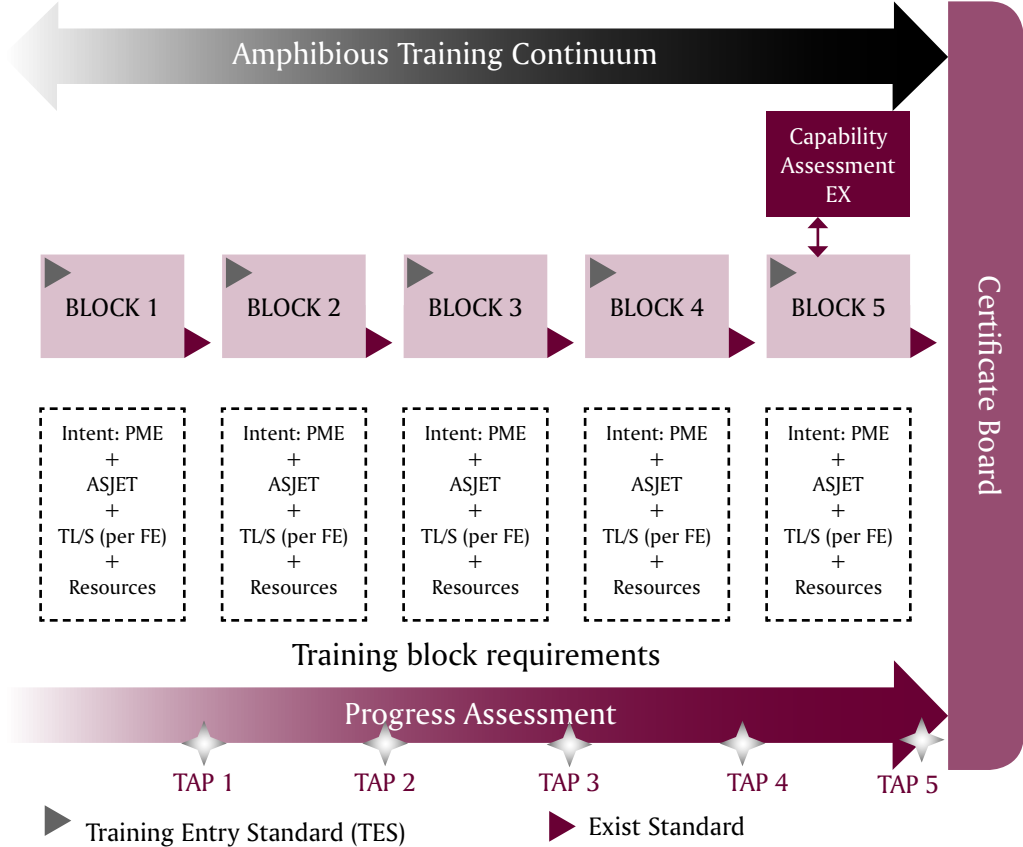 Amphibious Training Continuum
Capability
Assessment
EX
BLOCK 1
BLOCK 2
BLOCK 3
BLOCK 4
BLOCK 5
Certificate Board
Intent: PME
+
ASJET
+
TL/S (per FE)
+
Resources
Intent: PME
+
ASJET
+
TL/S (per FE)
+
Resources
Intent: PME
+
ASJET
+
TL/S (per FE)
+
Resources
Intent: PME
+
ASJET
+
TL/S (per FE)
+
Resources
Intent: PME
+
ASJET
+
TL/S (per FE)
+
Resources
Training block requirements
Progress Assessment
TAP 1
TAP 2
TAP 3
TAP 4
TAP 5
Training Entry Standard (TES)
Exist Standard